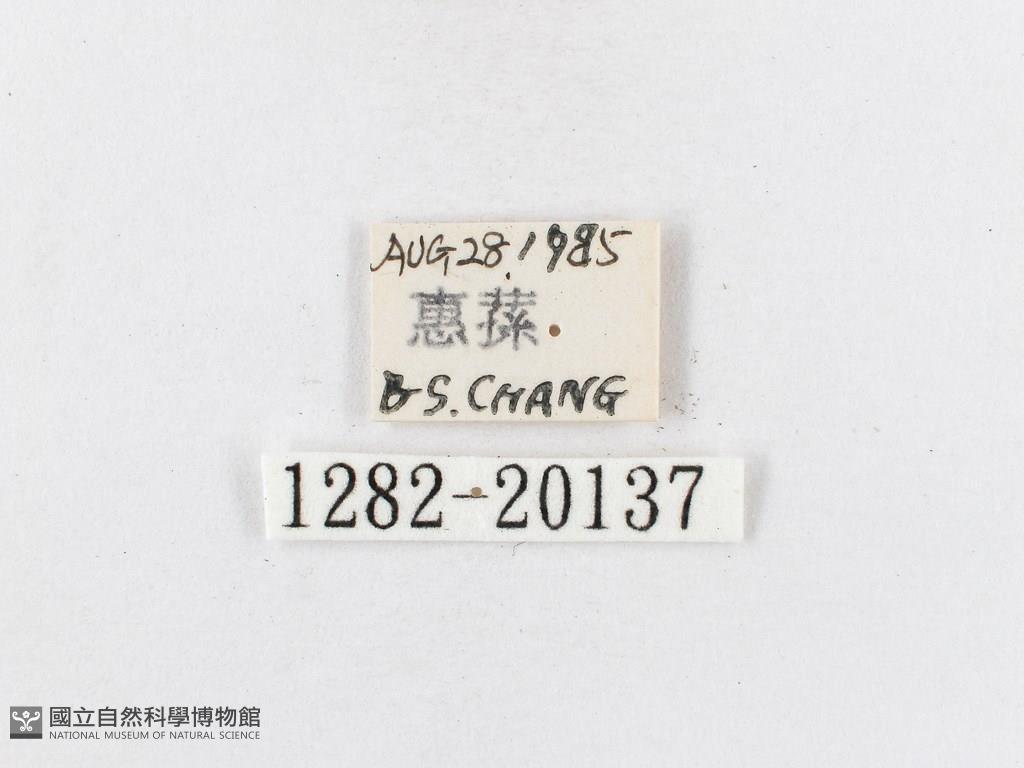 AUG 28, 1985
惠蓀
B.S. CHANG
1282-20137
國立自然科學博物館
NATIONAL MUSEUM OF NATURAL SCIENCE